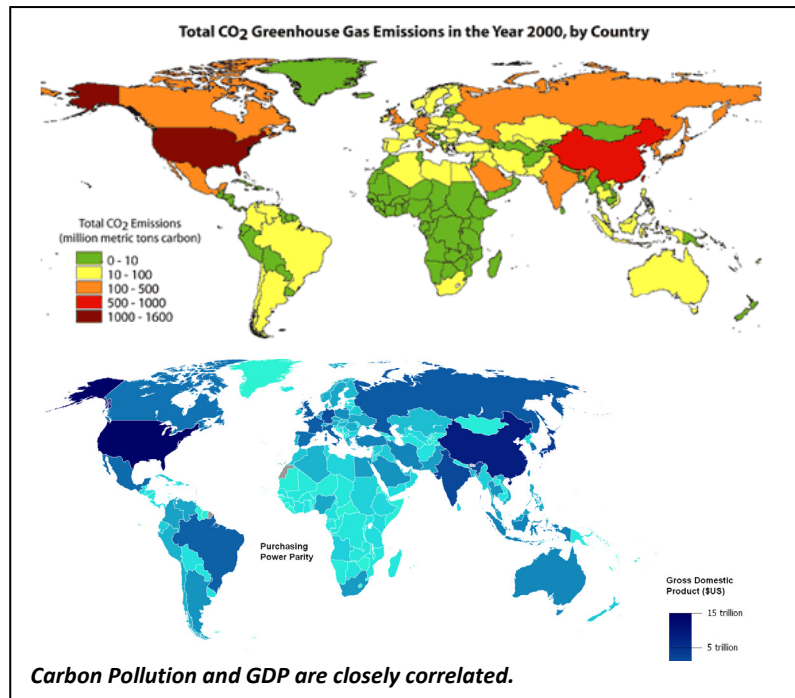 Total CO2 Greenhouse Gas Emissions in the Year 2000, by Country
Total CO2 Emissions
(million metric tons carbon)
0 - 10
10 - 100
100 - 500
500 - 1000
1000 - 1600
Purchasing
Power Parity
Gross Domestic
Product ($US)
15 trillion
5 trillion
Carbon Pollution and GDP are closely correlated.